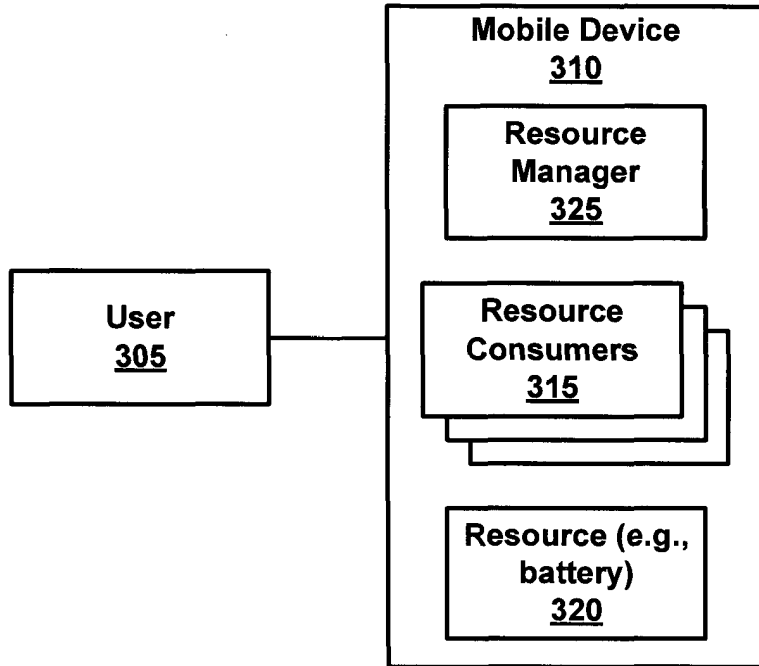 Mobile Device
310
Resource
Manager
325
User
305
Resource
Consumers
315
Resource (e.g.,
battery)
320